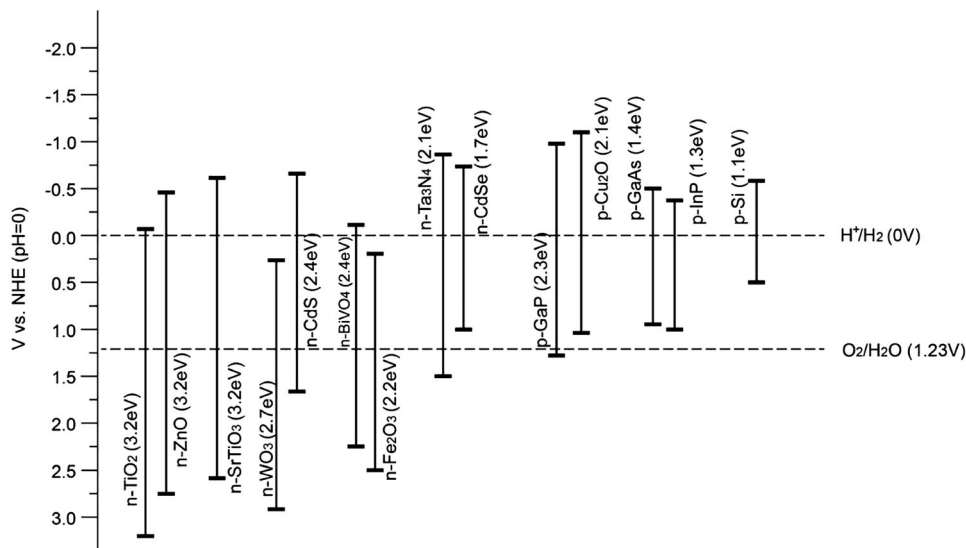 V vs. NHE (pH=0)
-2.0
-1.5
-1.0
-0.5
0.0
0.5
1.0
1.5
2.0
2.5
3.0
n-TiO2 (3.2eV)
n-ZnO (3.2eV)
n-SrTiO3 (3.2eV)
n-WO3 (2.7eV)
n-CdS (2.4eV)
n-BiVO4 (2.4eV)
n-Fe2O3 (2.2eV)
n-Ta3N4 (2.1eV)
n-CdSe (1.7eV)
p-GaP (2.3eV)
p-Cu2O (2.1eV)
p-GaAs (1.4eV)
p-InP (1.3eV)
p-Si (1.1eV)
H+/H2 (0V)
O2/H2O (1.23V)